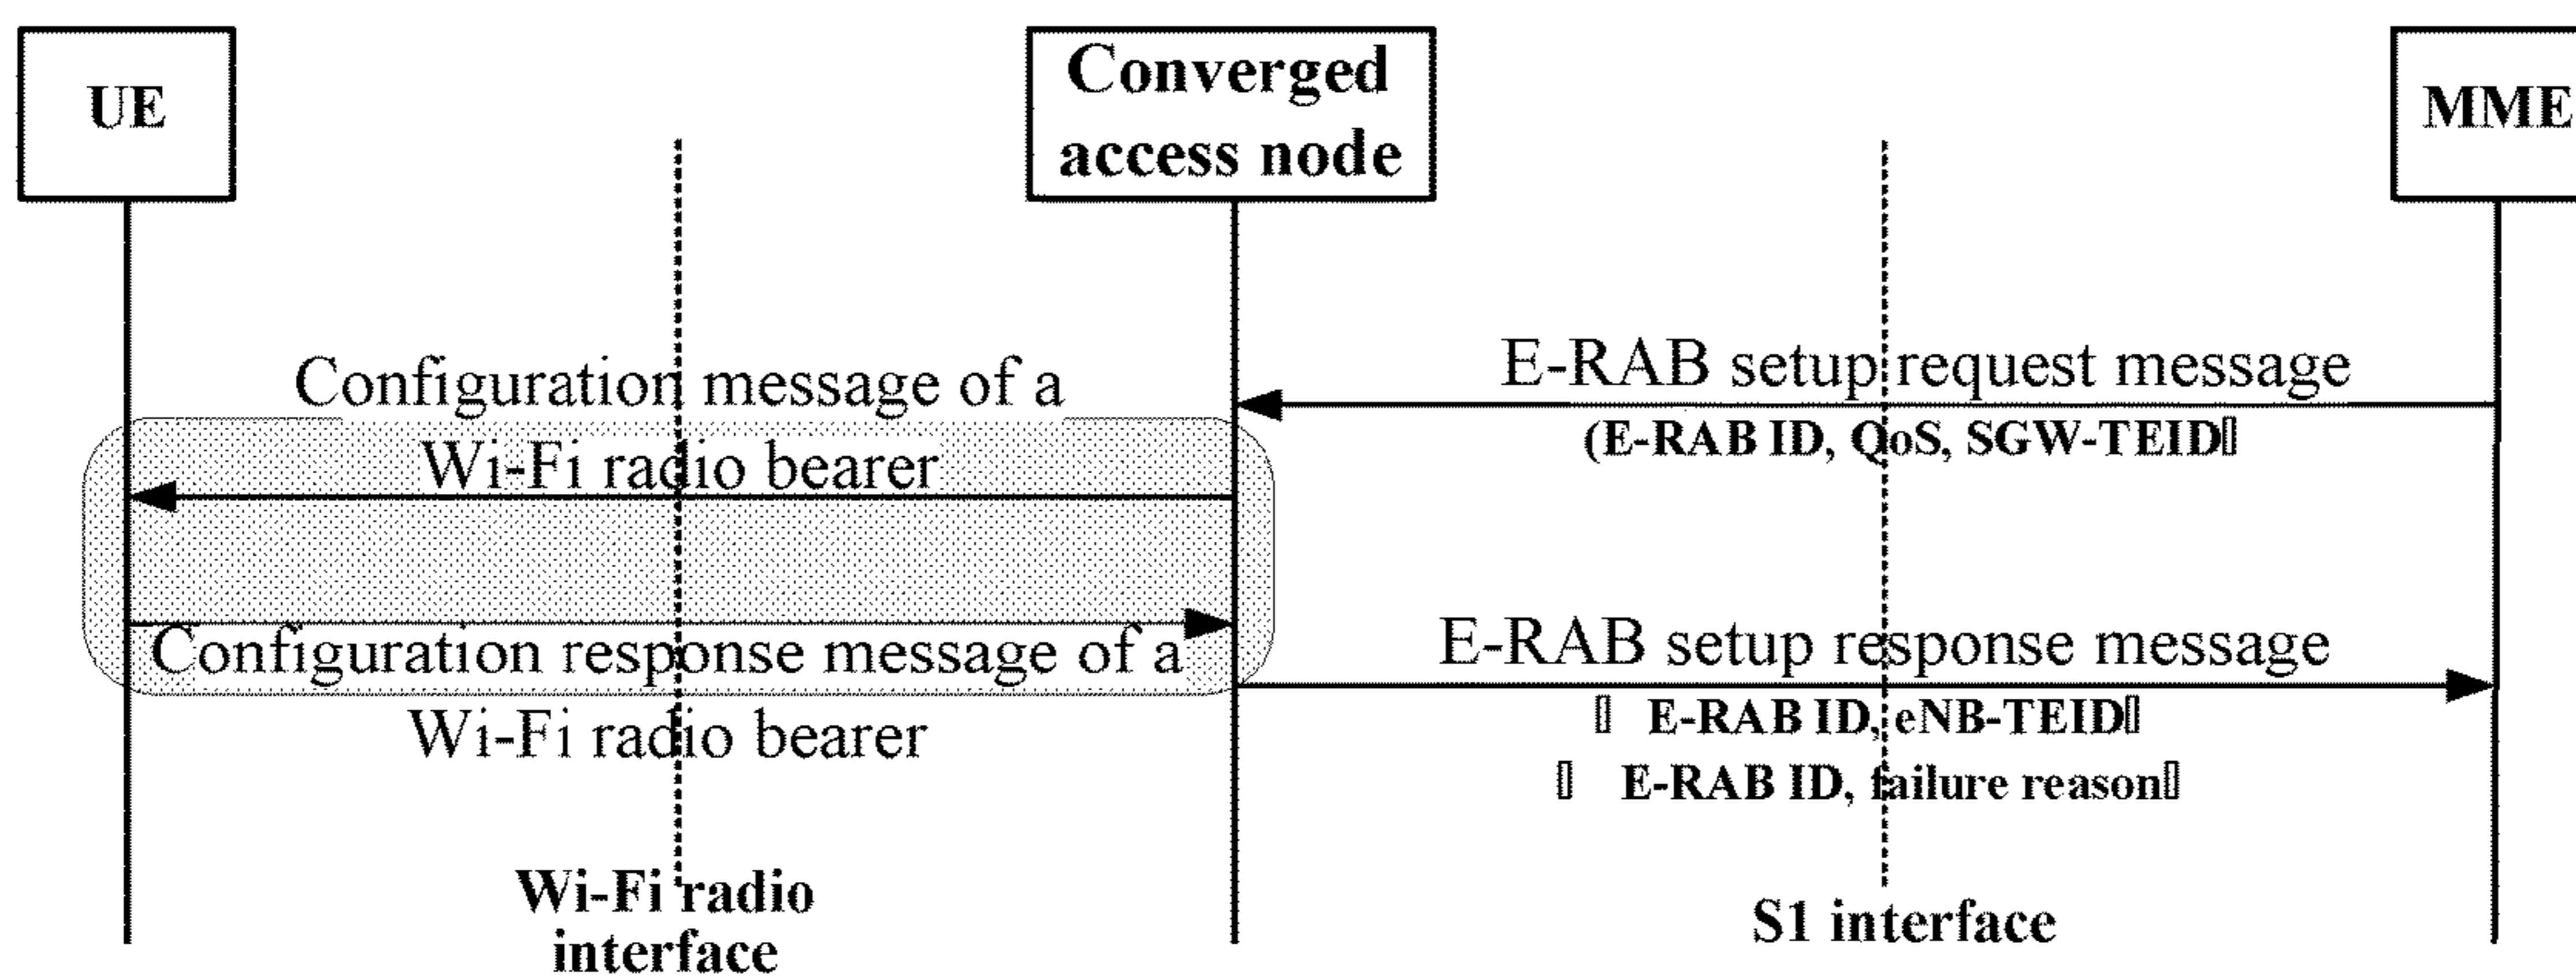 UE
Converged
access node
MME
E-RAB setup request message
(E-RAB ID, QoS, SGW-TEID▯
Configuration message of a
Wi-Fi radio bearer
Configuration response message of a
Wi-Fi radio bearer
E-RAB setup response message
▯ E-RAB ID, eNB-TEID▯
▯ E-RAB ID, failure reason▯
Wi-Fi radio
interface
S1 interface